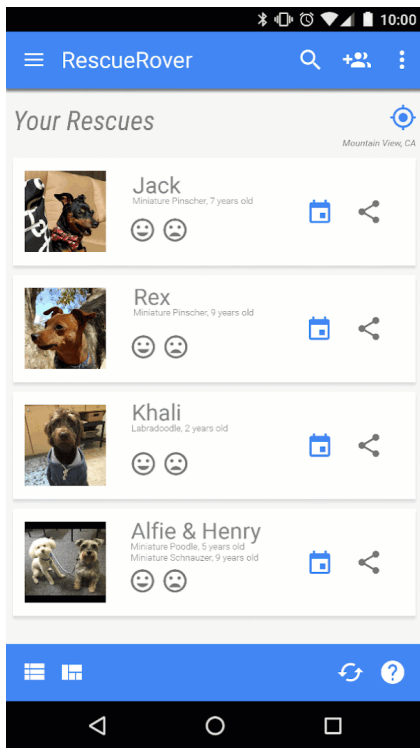 10:00
RescueRover
Your Rescues
Mountain View, CA
Jack
Miniature Pinscher, 7 years old
Rex
Miniature Pinscher, 9 years old
Khali
Labradoodle, 2 years old
Alfie & Henry
Miniature Poodle, 5 years old
Miniature Schnauzer, 9 years old